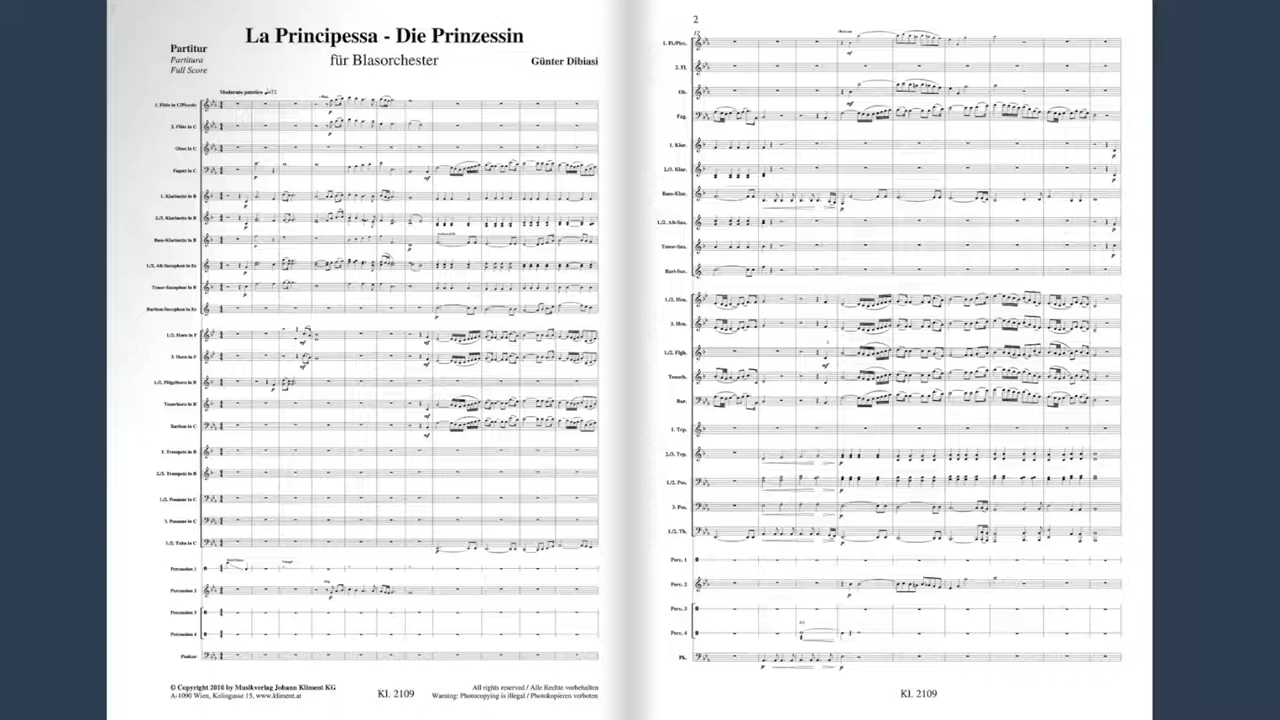 La Principessa - Die Prinzessin
für Blasorchester
Partitur
Partitura
Full Score
Günter Dibiasi
Moderato patetico ♩=72
1. Flöte in C/Piccolo
2. Flöte in C
Oboe in C
Fagott in C
1. Klarinette in B
2./3. Klarinette in B
Bass-Klarinette in B
1./2. Alt-Saxophon in Es
Tenor-Saxophon in B
Bariton-Saxophon in Es
1./2. Horn in F
3. Horn in F
1./2. Flügelhorn in B
Tenorhorn in B
Bariton in C
1. Trompete in B
2./3. Trompete in B
1./2. Posaune in C
3. Posaune in C
1./2. Tuba in C
Percussion 1
Percussion 2
Percussion 3
Percussion 4
Pauken
© Copyright 2010 by Musikverlag Johann Kliment KG
A-1090 Wien, Kolingasse 15, www.kliment.at
KL 2109
All rights reserved / Alle Rechte vorbehalten
Warning: Photocopying is illegal / Photokopieren verboten
2
1. Fl./Picc.
2. Fl.
Ob.
Fag.
1. Klar.
2./3. Klar.
Bass-Klar.
1./2. Alt-Sax.
Tenor-Sax.
Bari-Sax.
1./2. Hrn.
3. Hrn.
1./2. Flgh.
Tenorh.
Bar.
1. Trp.
2./3. Trp.
1./2. Pos.
3. Pos.
1./2. Tb.
Perc. 1
Perc. 2
Perc. 3
Perc. 4
Pk.
KL 2109